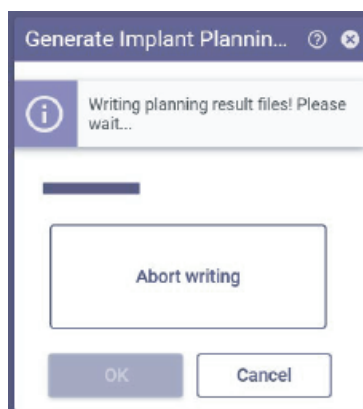 Generate Implant Plannin...
Writing planning result files! Please
wait...
Abort writing
OK
Cancel